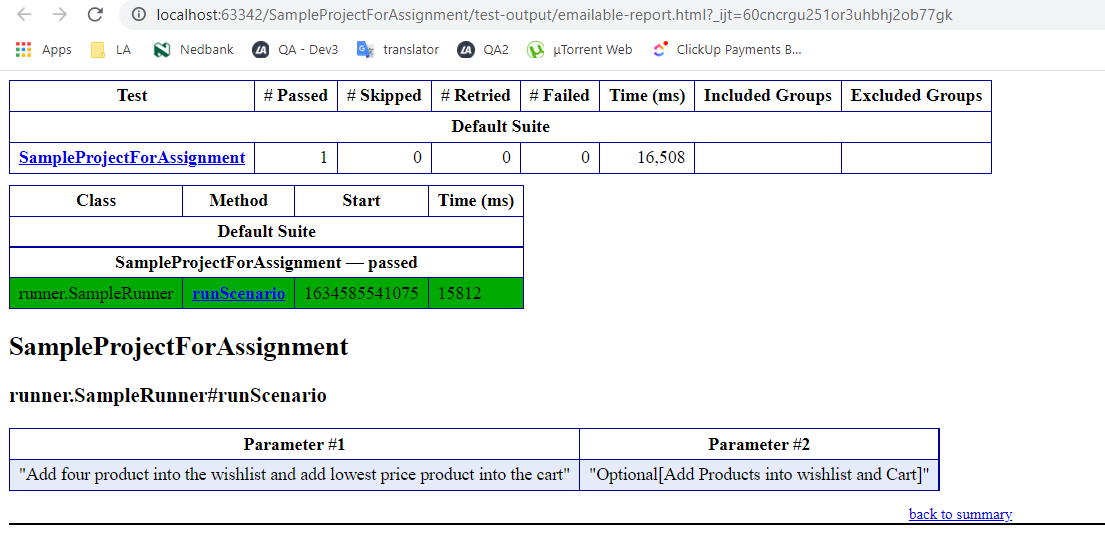 localhost:63342/SampleProjectForAssignment/test-output/emailable-report.html?_ijt=60cncrgu251or3uhbhj2ob77gk
Apps LA Nedbank LA QA - Dev3 translator LA QA2 µTorrent Web ClickUp Payments B...
Test # Passed # Skipped # Retried # Failed Time (ms) Included Groups Excluded Groups
Default Suite
SampleProjectForAssignment 1 0 0 0 16,508
Class Method Start Time (ms)
Default Suite
SampleProjectForAssignment — passed
runner.SampleRunner runScenario 1634585541075 15812
SampleProjectForAssignment
runner.SampleRunner#runScenario
Parameter #1 Parameter #2
"Add four product into the wishlist and add lowest price product into the cart" "Optional[Add Products into wishlist and Cart]"
back to summary